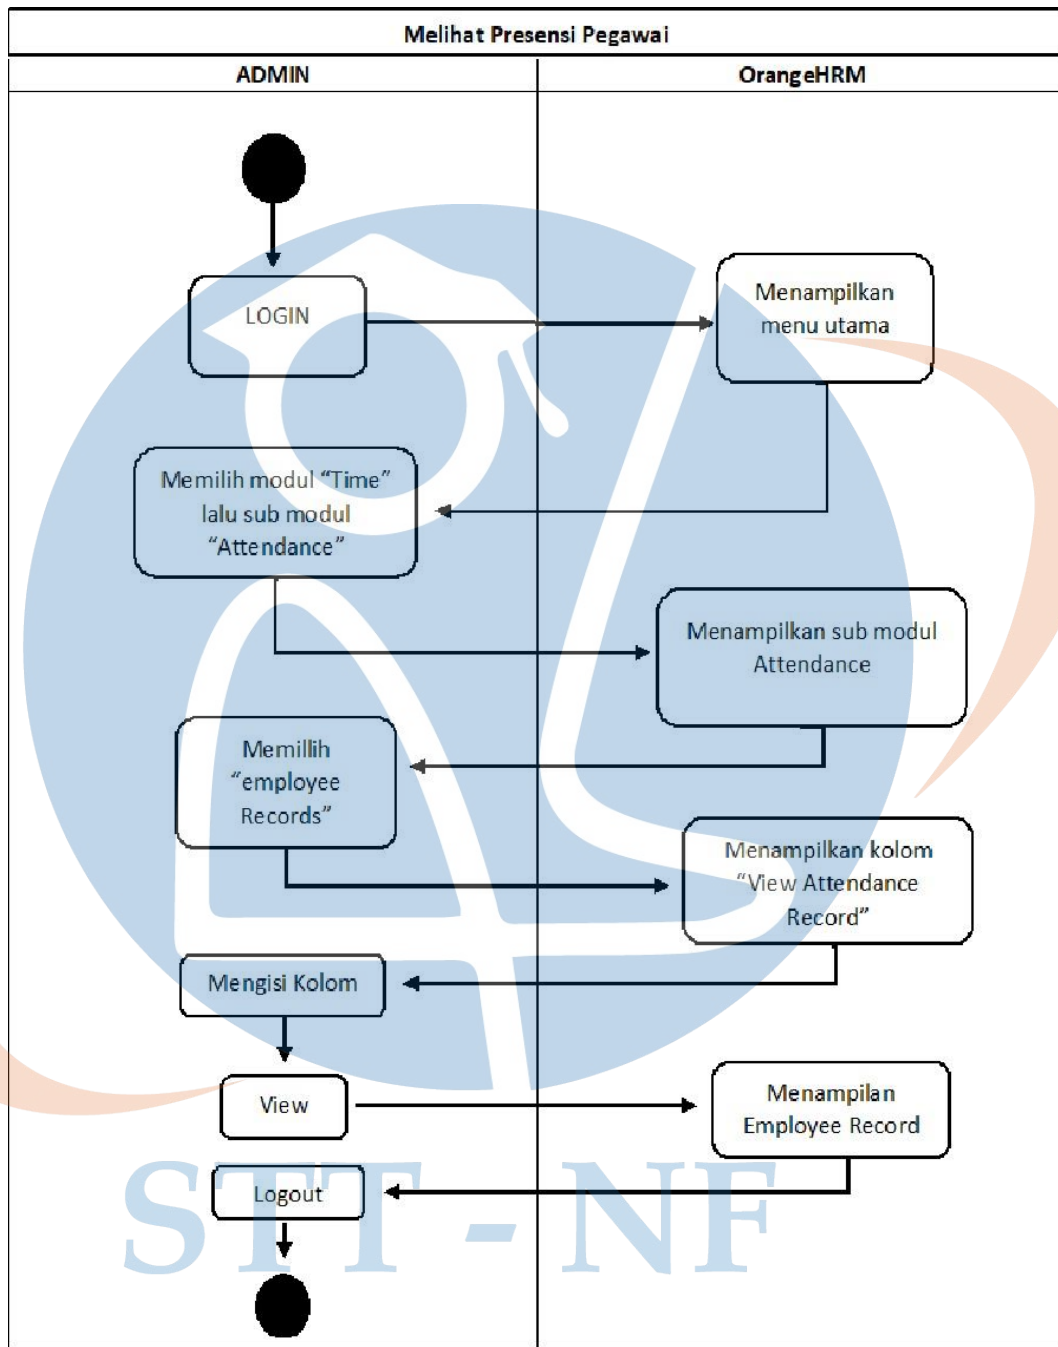 Melihat Presensi Pegawai
ADMIN
OrangeHRM
LOGIN
Menampilkan
menu utama
Memilih modul “Time”
lalu sub modul
“Attendance”
Menampilkan sub modul
Attendance
Memillih
“employee
Records”
Menampilkan kolom
“View Attendance
Record”
Mengisi Kolom
View
Menampilan
Employee Record
Logout
STT - NF